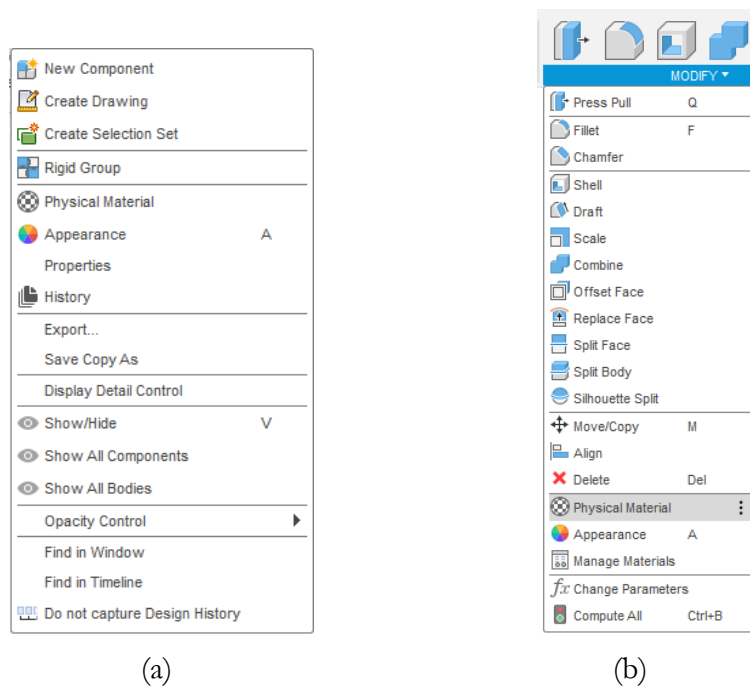 New Component
Create Drawing
Create Selection Set
Rigid Group
Physical Material
Appearance A
Properties
History
Export...
Save Copy As
Display Detail Control
Show/Hide V
Show All Components
Show All Bodies
Opacity Control
Find in Window
Find in Timeline
Do not capture Design History
(a)
MODIFY
Press Pull Q
Fillet F
Chamfer
Shell
Draft
Scale
Combine
Offset Face
Replace Face
Split Face
Split Body
Silhouette Split
Move/Copy M
Align
Delete Del
Physical Material
Appearance A
Manage Materials
fx Change Parameters
Compute All Ctrl+B
(b)